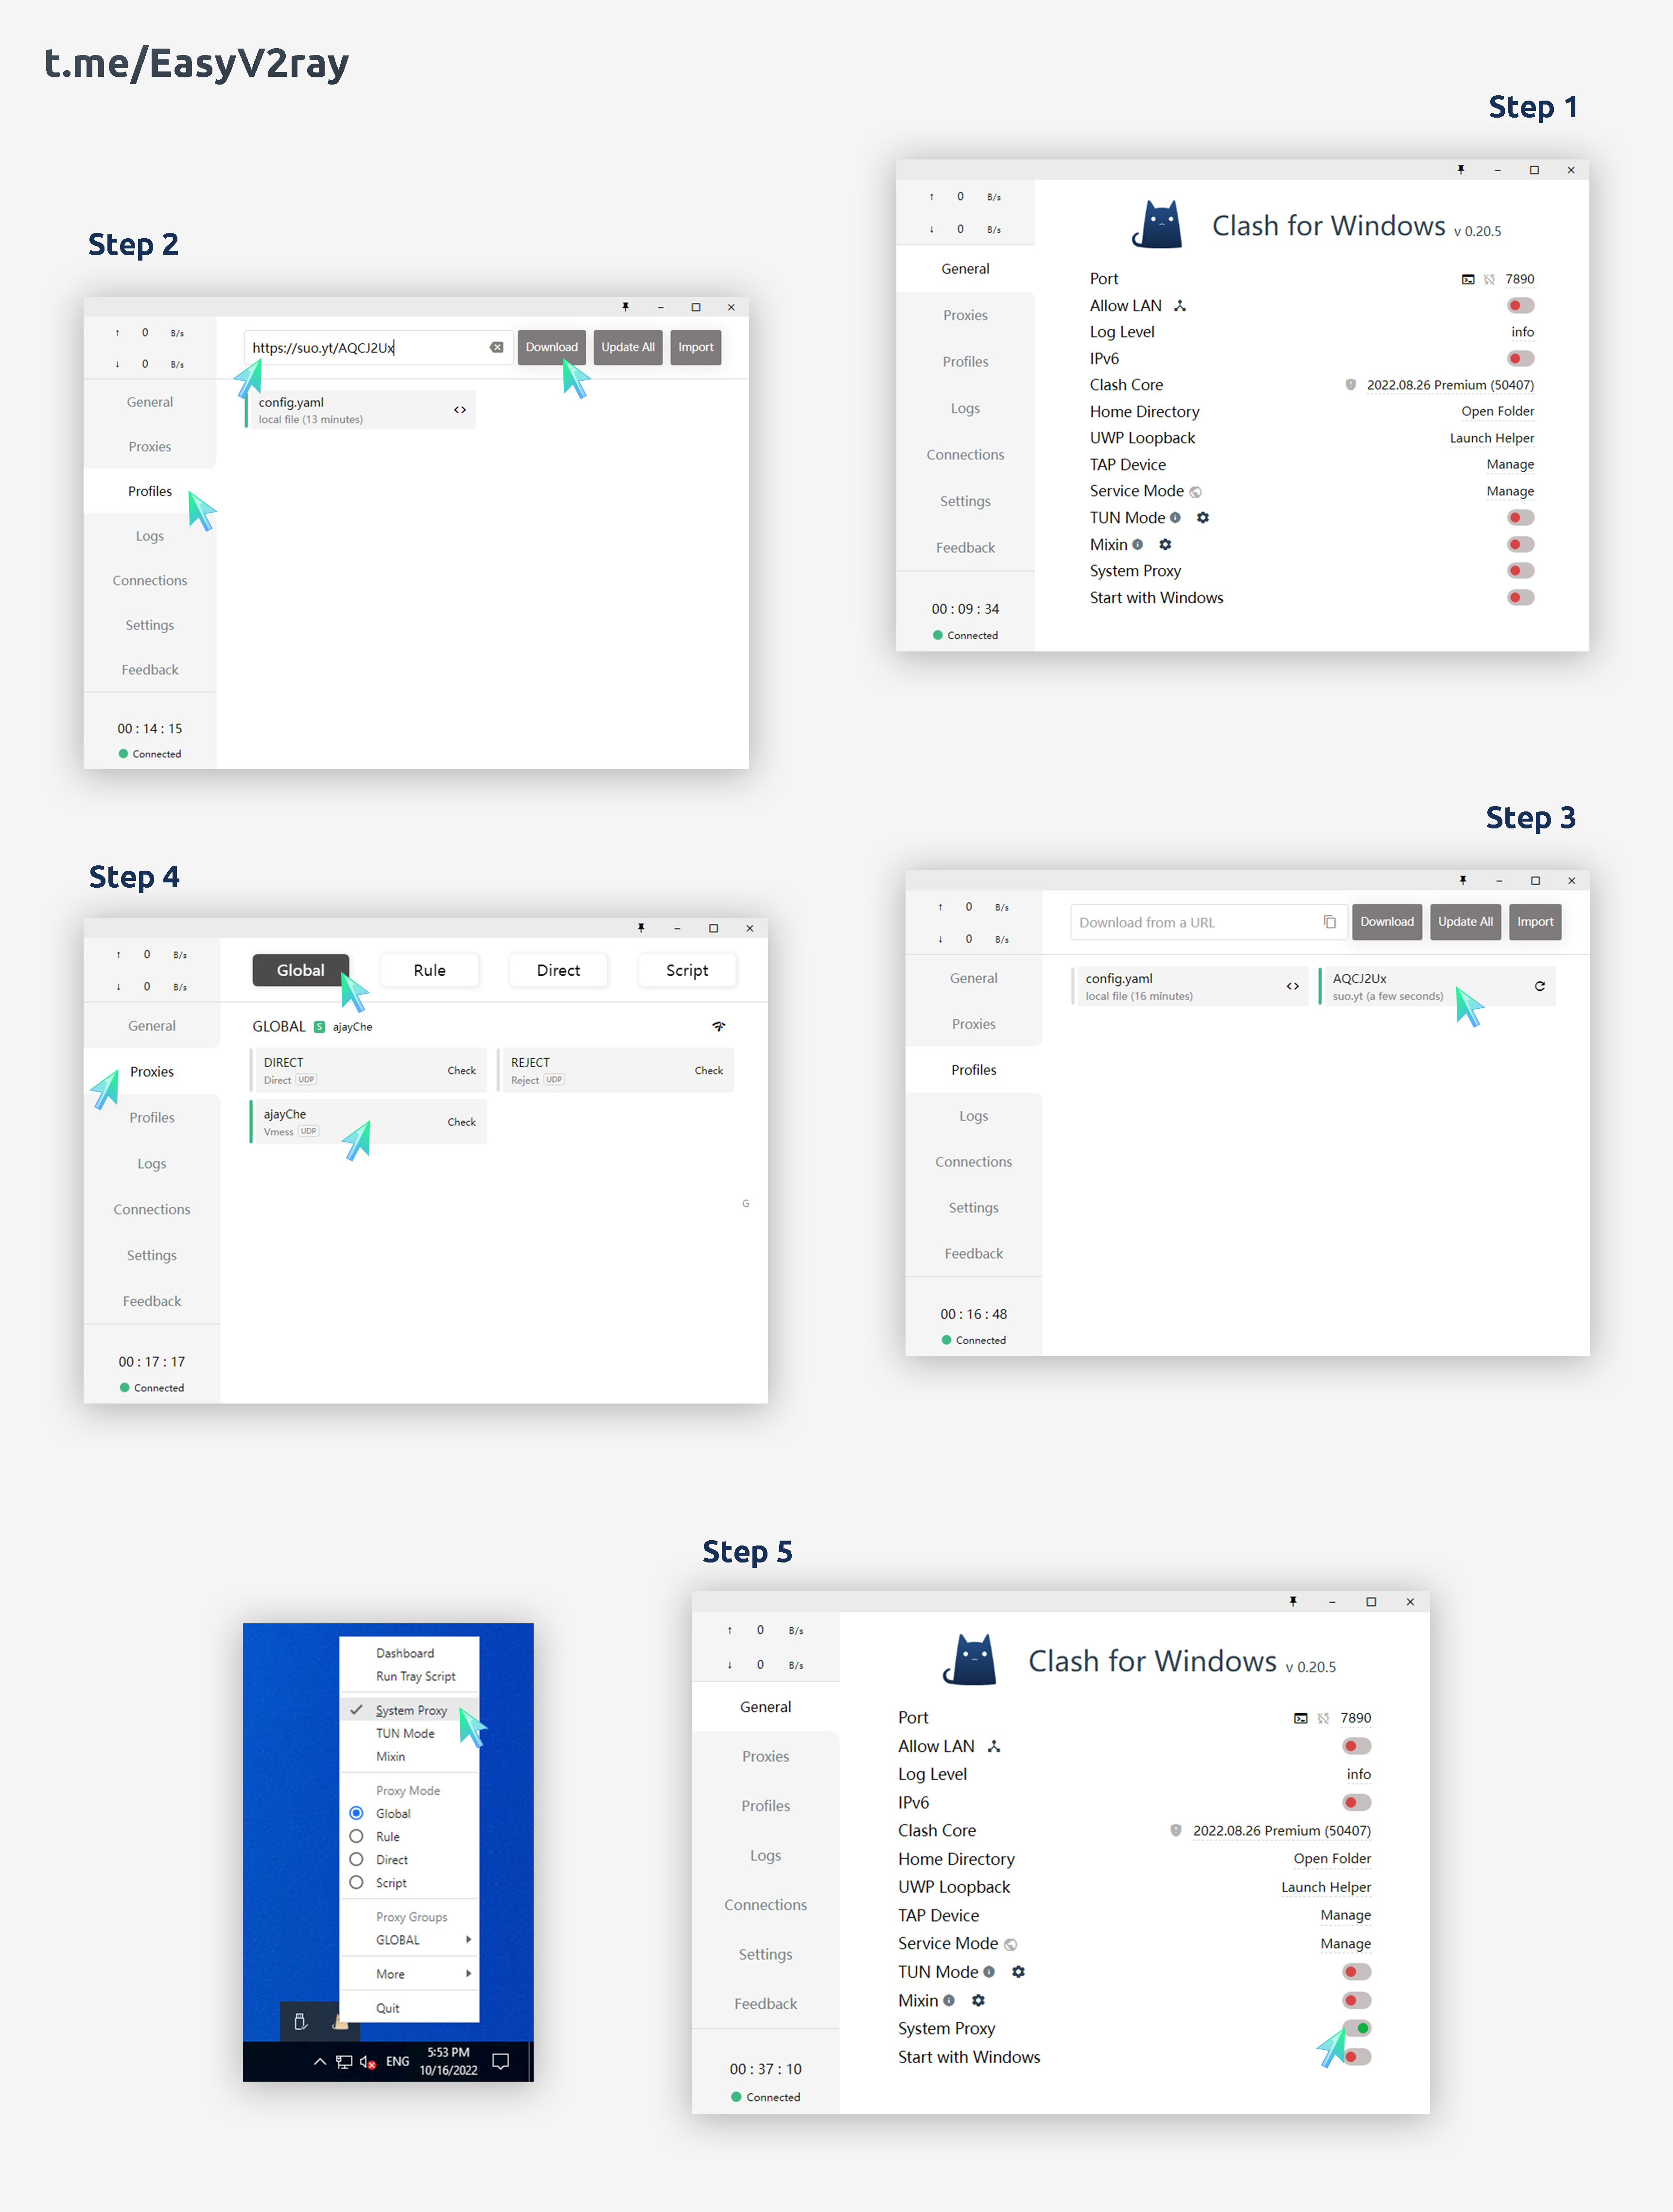 t.me/EasyV2ray
Step 1
↑ 0 B/s
↓ 0 B/s
General
Proxies
Profiles
Logs
Connections
Settings
Feedback
00 : 09 : 34
Connected
Clash for Windows v 0.20.5
Port 7890
Allow LAN
Log Level info
IPv6
Clash Core 2022.08.26 Premium (50407)
Home Directory Open Folder
UWP Loopback Launch Helper
TAP Device Manage
Service Mode Manage
TUN Mode
Mixin
System Proxy
Start with Windows
Step 2
↑ 0 B/s
↓ 0 B/s
General
Proxies
Profiles
Logs
Connections
Settings
Feedback
00 : 14 : 15
Connected
https://suo.yt/AQCJ2Ux Download Update All Import
config.yaml
local file (13 minutes)
Step 3
↑ 0 B/s
↓ 0 B/s
General
Proxies
Profiles
Logs
Connections
Settings
Feedback
00 : 16 : 48
Connected
Download from a URL Download Update All Import
config.yaml
local file (16 minutes)
AQCJ2Ux
suo.yt (a few seconds)
Step 4
↑ 0 B/s
↓ 0 B/s
General
Proxies
Profiles
Logs
Connections
Settings
Feedback
00 : 17 : 17
Connected
Global Rule Direct Script
GLOBAL S ajayChe
DIRECT
Direct UDP
Check
REJECT
Reject UDP
Check
ajayChe
Vmess UDP
Check
G
Step 5
Dashboard
Run Tray Script
System Proxy
TUN Mode
Mixin
Proxy Mode
Global
Rule
Direct
Script
Proxy Groups
GLOBAL
More
Quit
ENG
5:53 PM
10/16/2022
↑ 0 B/s
↓ 0 B/s
General
Proxies
Profiles
Logs
Connections
Settings
Feedback
00 : 37 : 10
Connected
Clash for Windows v 0.20.5
Port 7890
Allow LAN
Log Level info
IPv6
Clash Core 2022.08.26 Premium (50407)
Home Directory Open Folder
UWP Loopback Launch Helper
TAP Device Manage
Service Mode Manage
TUN Mode
Mixin
System Proxy
Start with Windows